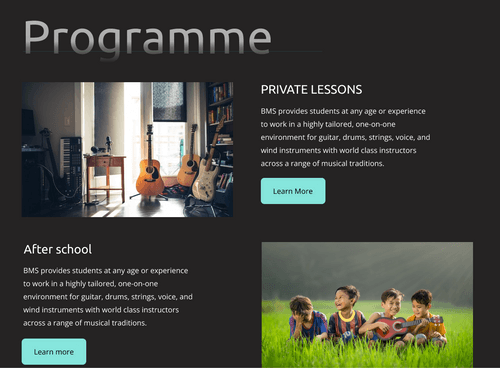 Programme
PRIVATE LESSONS
BMS provides students at any age or experience
to work in a highly tailored, one-on-one
environment for guitar, drums, strings, voice, and
wind instruments with world class instructors
across a range of musical traditions.
Learn More
After school
BMS provides students at any age or experience
to work in a highly tailored, one-on-one
environment for guitar, drums, strings, voice, and
wind instruments with world class instructors
across a range of musical traditions.
Learn more